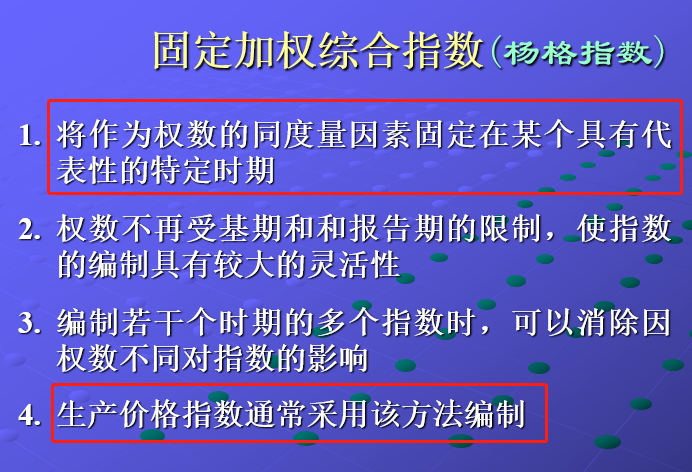 固定加权综合指数(杨格指数)
1. 将作为权数的同度量因素固定在某个具有代
表性的特定时期
2. 权数不再受基期和和报告期的限制，使指数
的编制具有较大的灵活性
3. 编制若干个时期的多个指数时，可以消除因
权数不同对指数的影响
4. 生产价格指数通常采用该方法编制